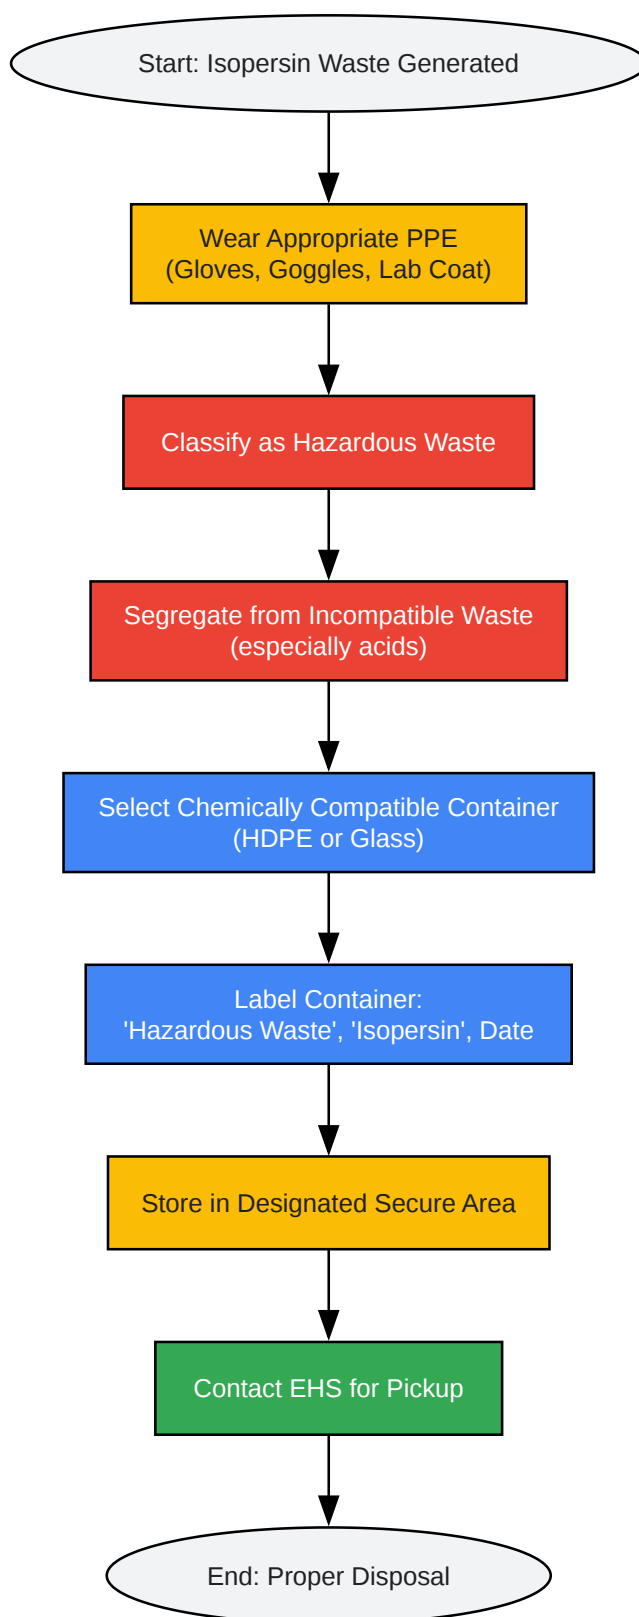 Start: Isopersin Waste Generated
Wear Appropriate PPE
(Gloves, Goggles, Lab Coat)
Classify as Hazardous Waste
Segregate from Incompatible Waste
(especially acids)
Select Chemically Compatible Container
(HDPE or Glass)
Label Container:
'Hazardous Waste', 'Isopersin', Date
Store in Designated Secure Area
Contact EHS for Pickup
End: Proper Disposal